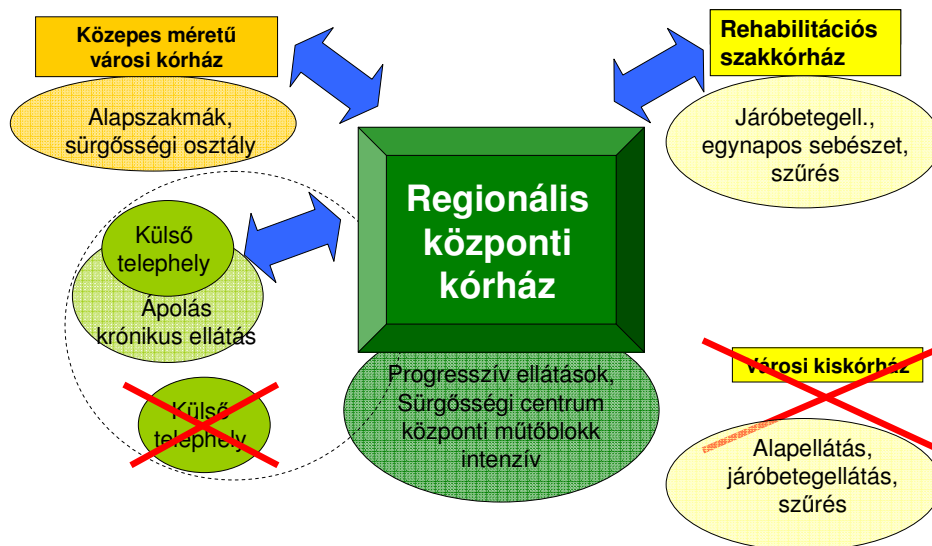 Közepes méretű
városi kórház
Alapszakmák,
sürgősségi osztály
Rehabilitációs
szakkórház
Járóbetegell.,
egynapos sebészet,
szűrés
Regionális
központi
kórház
Progresszív ellátások,
Sürgősségi centrum
központi műtőblokk
intenzív
Külső
telephely
Ápolás
krónikus ellátás
Külső
telephely
Városi kiskórház
Alapellátás,
járóbetegellátás,
szűrés